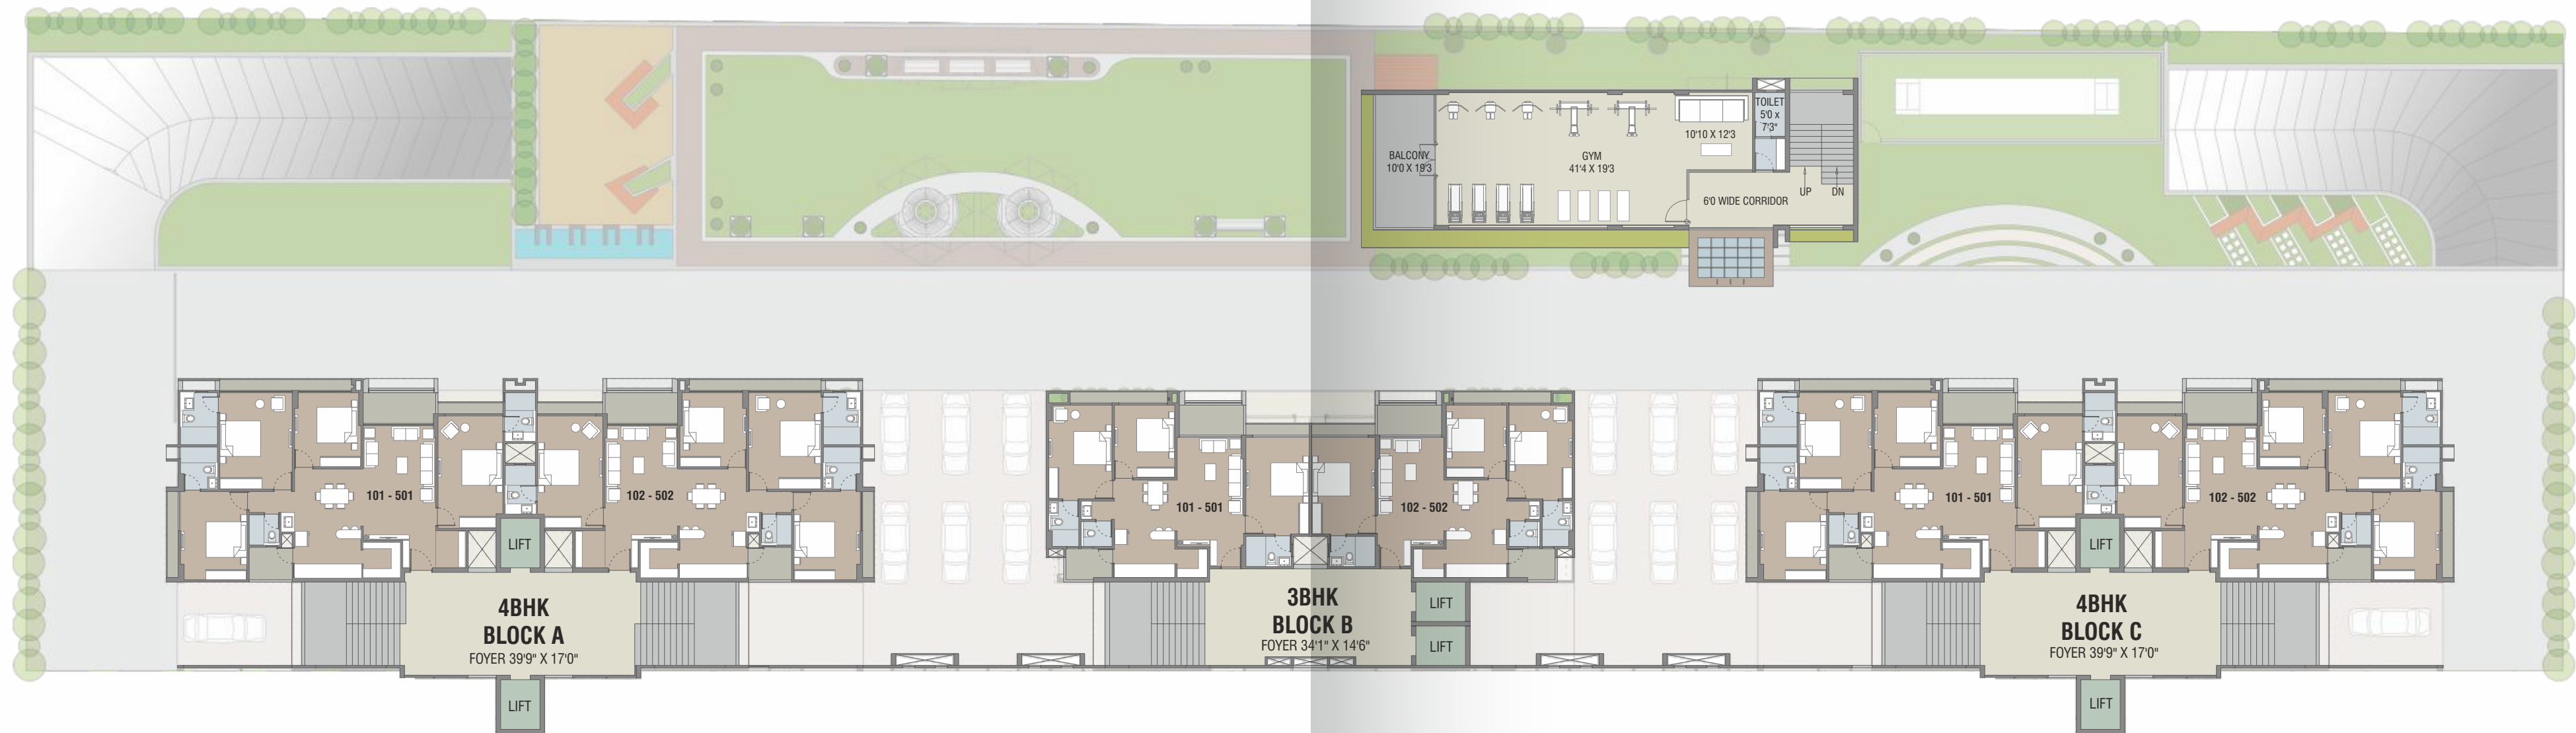 TOILET
5'0 x
7'3"
10'10 X 12'3
BALCONY
10'0 X 19'3
GYM
41'4 X 19'3
6'0 WIDE CORRIDOR
UP
DN
101 - 501
102 - 502
LIFT
4BHK
BLOCK A
FOYER 39'9" X 17'0"
LIFT
101 - 501
102 - 502
3BHK
BLOCK B
FOYER 34'1" X 14'6"
LIFT
LIFT
101 - 501
102 - 502
LIFT
4BHK
BLOCK C
FOYER 39'9" X 17'0"
LIFT